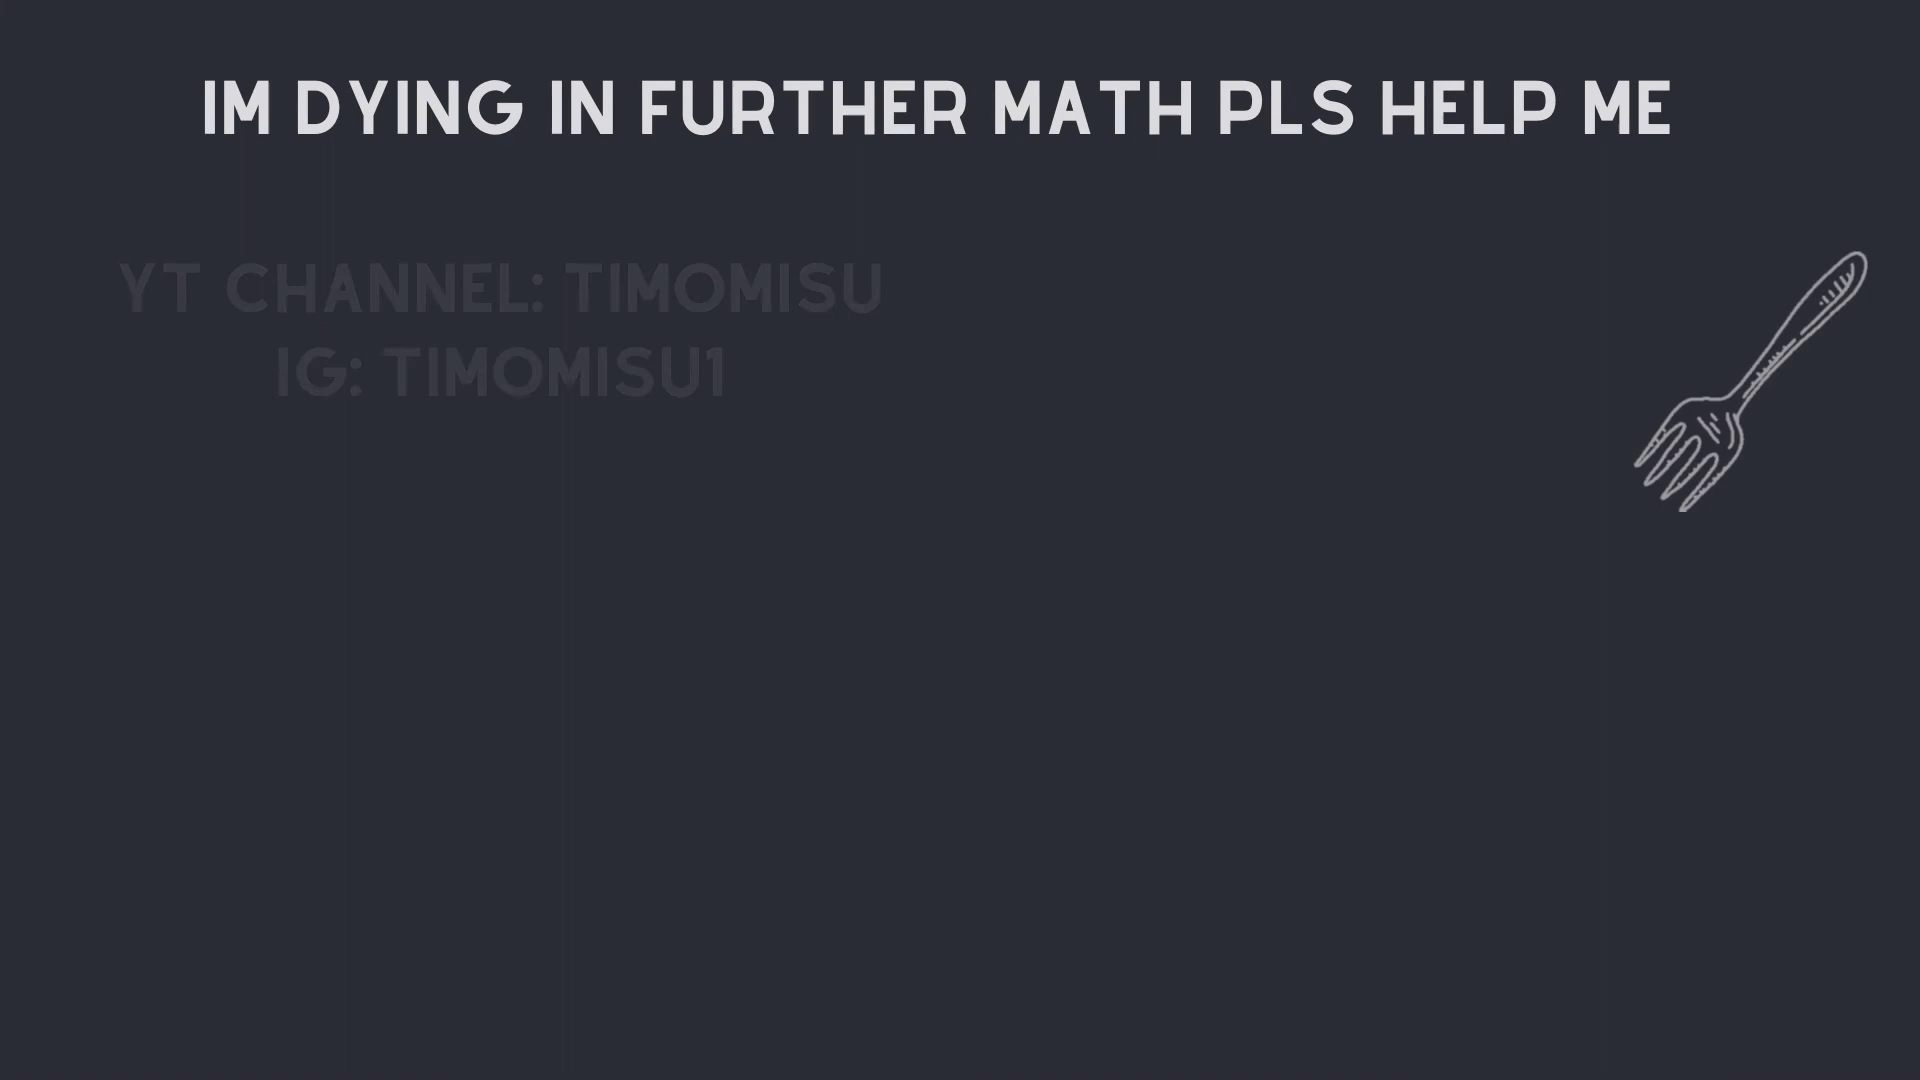 IM DYING IN FURTHER MATH PLS HELP ME
YT CHANNEL: TIMOMISU
IG: TIMOMISU1